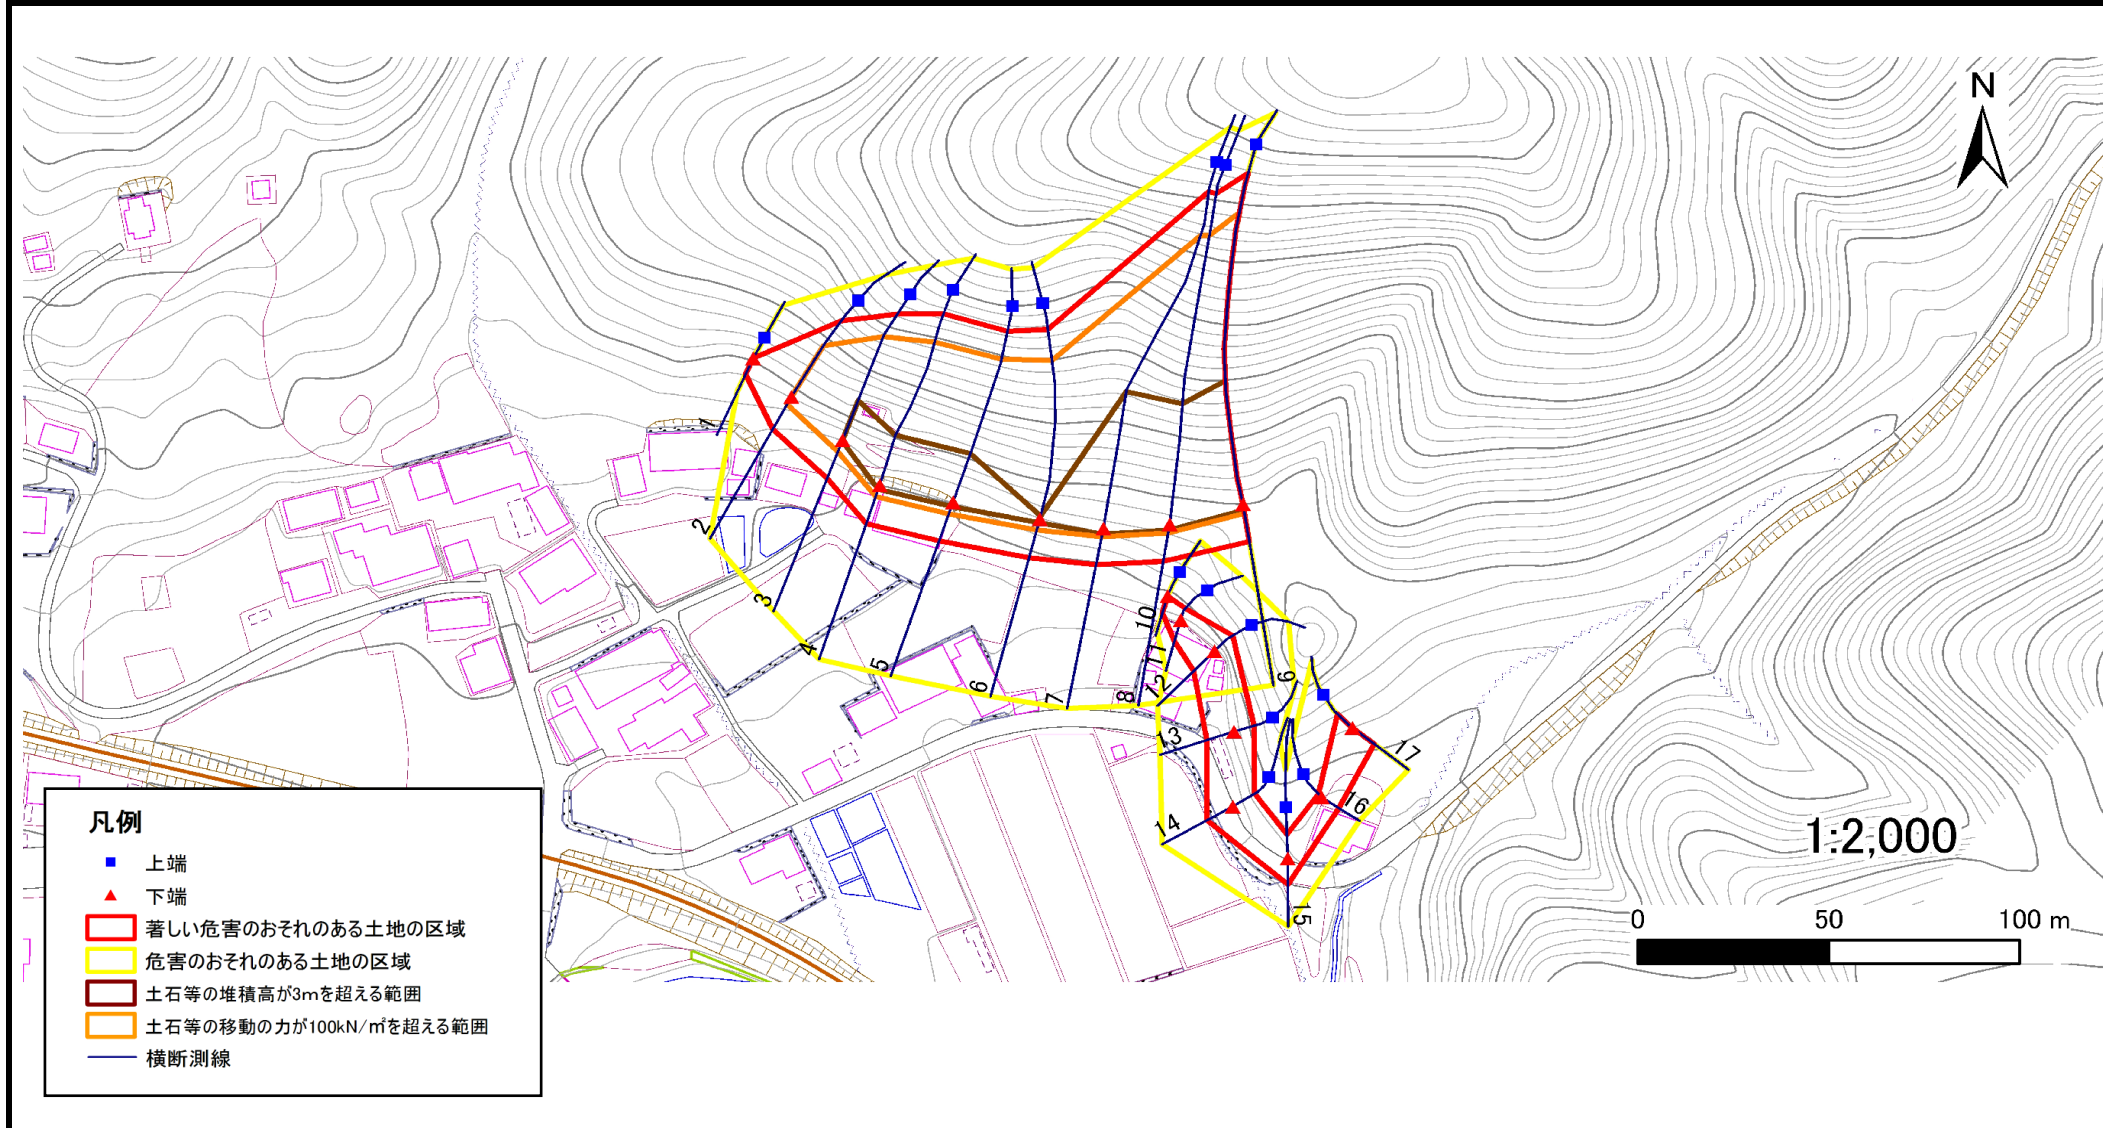 N
1
2
3
4
5
6
7
8
9
10
11
12
13
14
15
16
17
1:2,000
0 50 100 m
凡例
上端
下端
著しい危害のおそれのある土地の区域
危害のおそれのある土地の区域
土石等の堆積高が3mを超える範囲
土石等の移動の力が100kN/㎡を超える範囲
横断測線